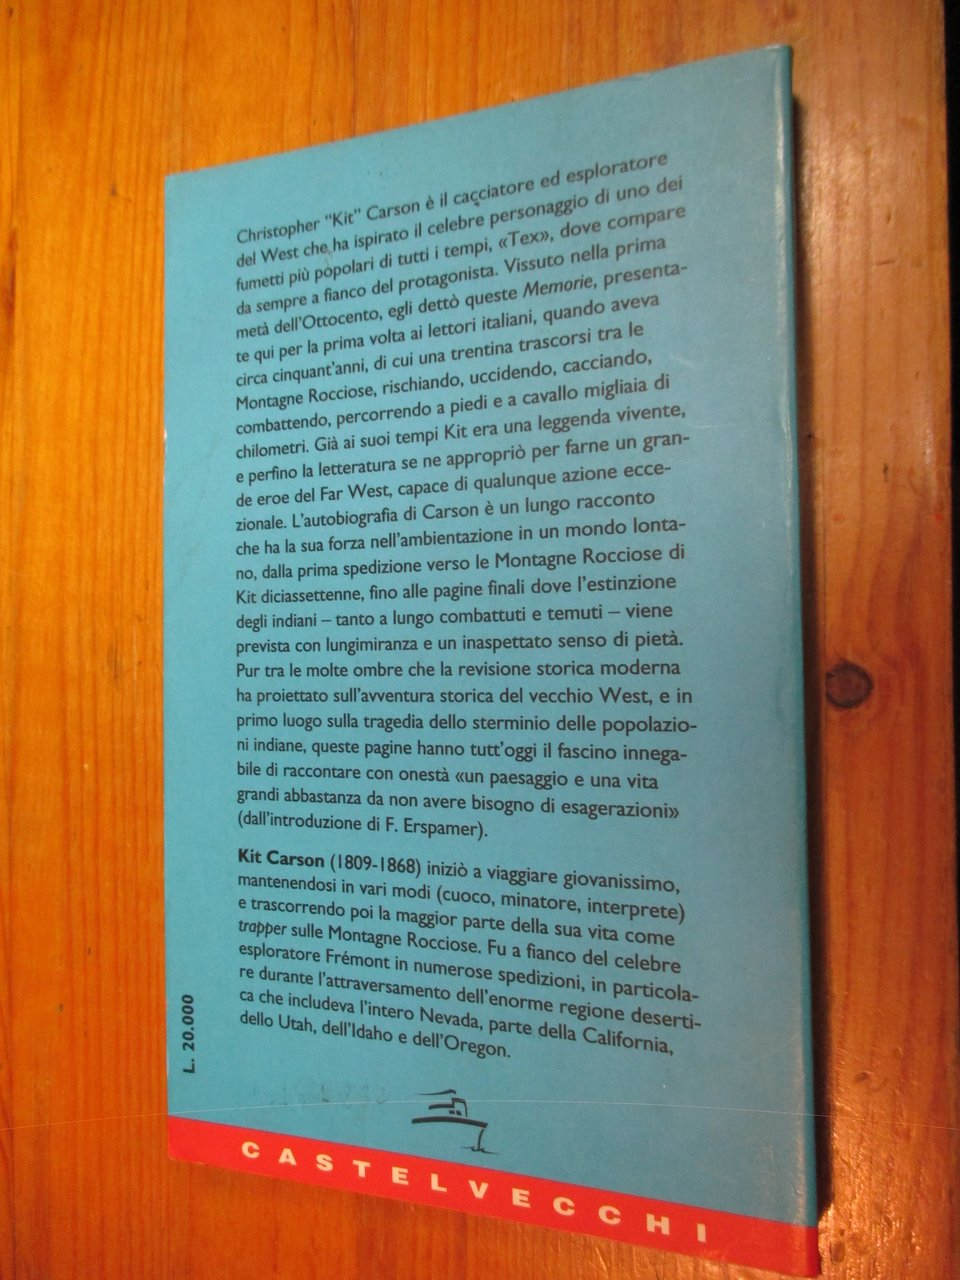 Christopher “Kit” Carson è il cacciatore ed esploratore
del West che ha ispirato il celebre personaggio di uno dei
fumetti più popolari di tutti i tempi, «Tex», dove compare
da sempre a fianco del protagonista. Vissuto nella prima
metà dell'Ottocento, egli dettò queste Memorie, presenta-
te qui per la prima volta ai lettori italiani, quando aveva
circa cinquant'anni, di cui una trentina trascorsi tra le
Montagne Rocciose, rischiando, uccidendo, cacciando,
combattendo, percorrendo a piedi e a cavallo migliaia di
chilometri. Già ai suoi tempi Kit era una leggenda vivente,
e perfino la letteratura se ne appropriò per farne un gran-
de eroe del Far West, capace di qualunque azione ecce-
zionale. L'autobiografia di Carson è un lungo racconto
che ha la sua forza nell'ambientazione in un mondo lonta-
no, dalla prima spedizione verso le Montagne Rocciose di
Kit diciassettenne, fino alle pagine finali dove l'estinzione
degli indiani – tanto a lungo combattuti e temuti – viene
prevista con lungimiranza e un inaspettato senso di pietà.
Pur tra le molte ombre che la revisione storica moderna
ha proiettato sull'avventura storica del vecchio West, e in
primo luogo sulla tragedia dello sterminio delle popolazio-
ni indiane, queste pagine hanno tutt'oggi il fascino innega-
bile di raccontare con onestà «un paesaggio e una vita
grandi abbastanza da non avere bisogno di esagerazioni»
(dall'introduzione di F. Erspamer).
Kit Carson (1809-1868) iniziò a viaggiare giovanissimo,
mantenendosi in vari modi (cuoco, minatore, interprete)
e trascorrendo poi la maggior parte della sua vita come
trapper sulle Montagne Rocciose. Fu a fianco del celebre
esploratore Frémont in numerose spedizioni, in particola-
re durante l'attraversamento dell'enorme regione deserti-
ca che includeva l'intero Nevada, parte della California,
dello Utah, dell'Idaho e dell'Oregon.
L. 20.000
CASTELVECCHI